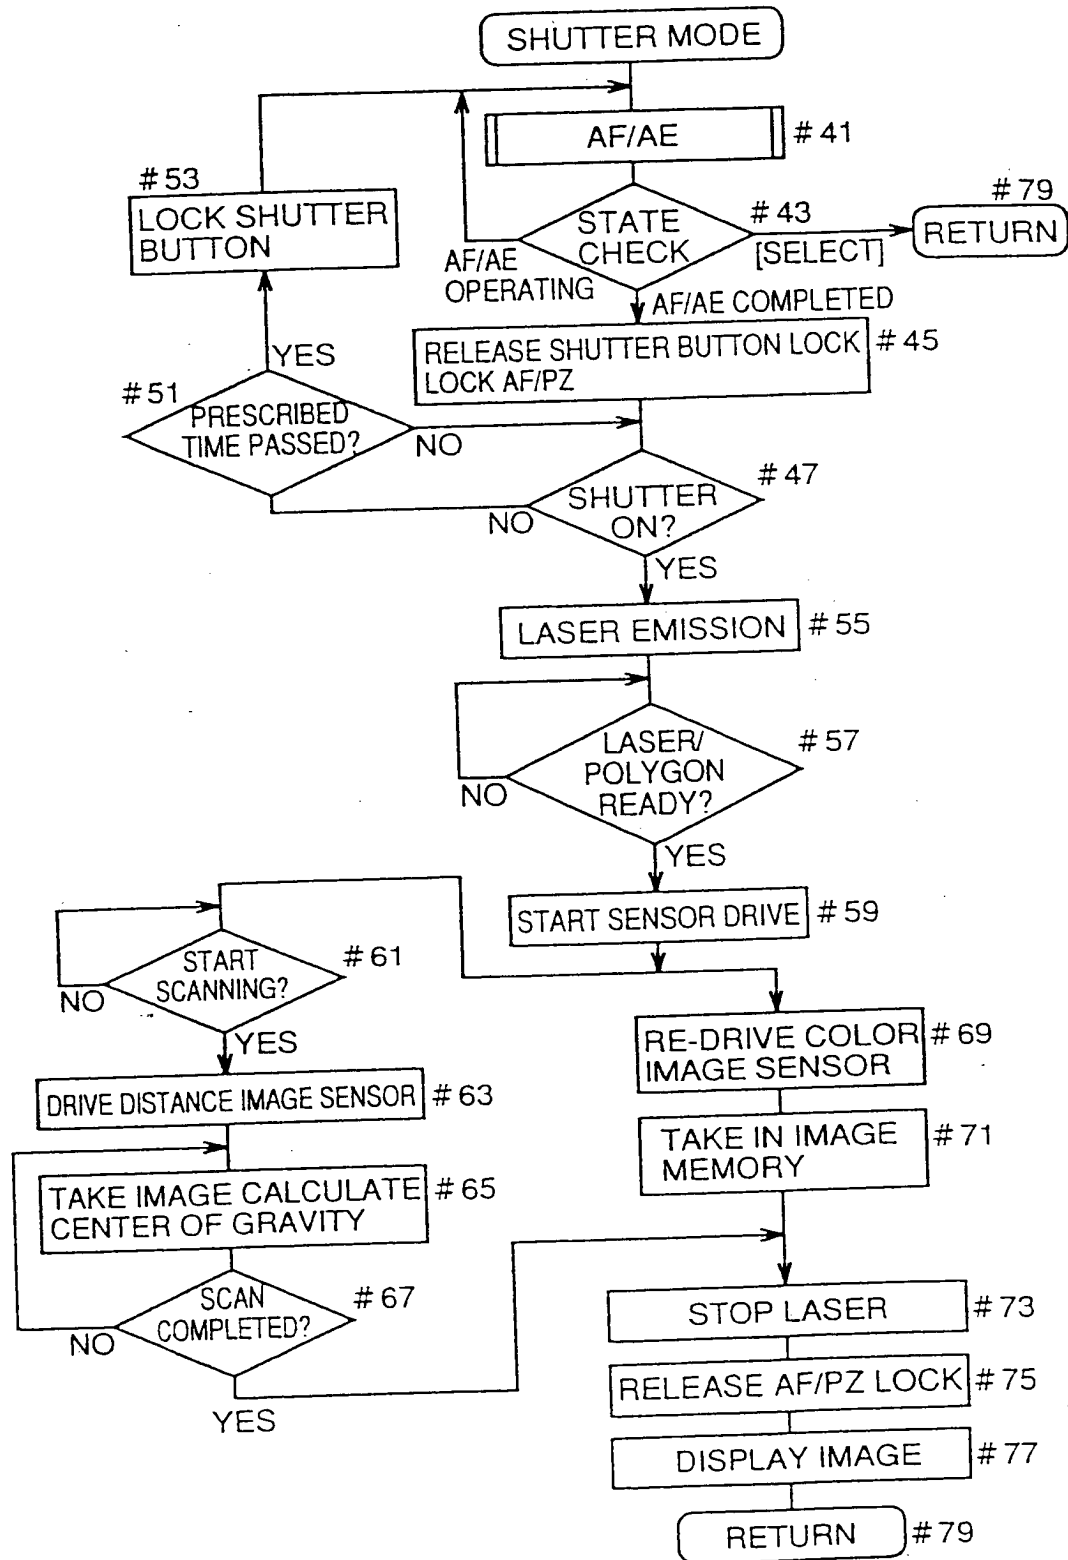 SHUTTER MODE
AF/AE
# 41
# 53
LOCK SHUTTER
BUTTON
STATE
CHECK
# 43
[SELECT]
# 79
RETURN
AF/AE
OPERATING
AF/AE COMPLETED
RELEASE SHUTTER BUTTON LOCK
LOCK AF/PZ
# 45
YES
# 51
PRESCRIBED
TIME PASSED?
NO
SHUTTER
ON?
# 47
NO
YES
LASER EMISSION
# 55
LASER/
POLYGON
READY?
# 57
NO
YES
START SENSOR DRIVE
# 59
START
SCANNING?
# 61
NO
YES
RE-DRIVE COLOR
IMAGE SENSOR
# 69
DRIVE DISTANCE IMAGE SENSOR
# 63
TAKE IN IMAGE
MEMORY
# 71
TAKE IMAGE CALCULATE
CENTER OF GRAVITY
# 65
SCAN
COMPLETED?
# 67
NO
YES
STOP LASER
# 73
RELEASE AF/PZ LOCK
# 75
DISPLAY IMAGE
# 77
RETURN
# 79